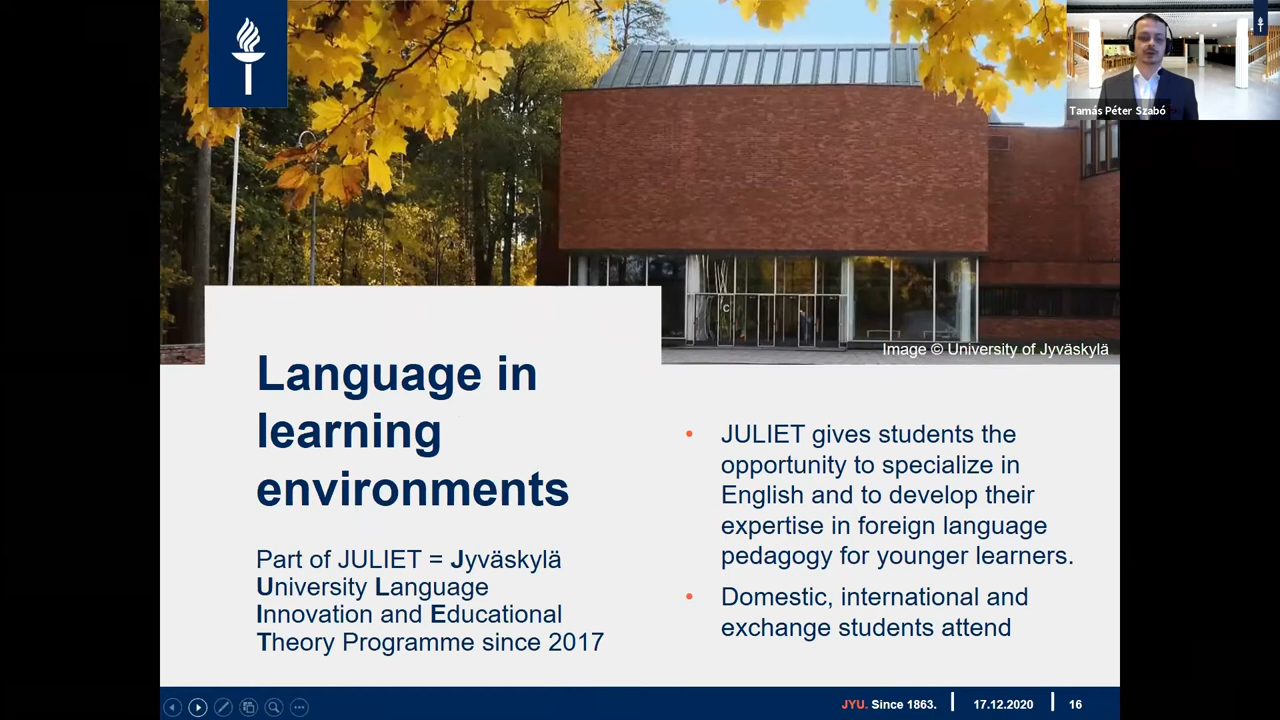 Tamás Péter Szabó
C
Image © University of Jyväskylä
Language in
learning
environments
Part of JULIET = Jyväskylä
University Language
Innovation and Educational
Theory Programme since 2017
• JULIET gives students the
opportunity to specialize in
English and to develop their
expertise in foreign language
pedagogy for younger learners.
• Domestic, international and
exchange students attend
JYU. Since 1863. 17.12.2020 16